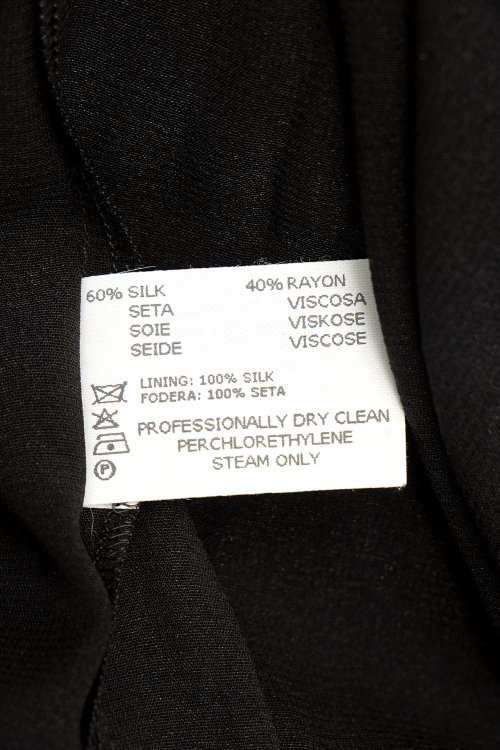 60% SILK 40% RAYON
SETA VISCOSA
SOIE VISKOSE
SEIDE VISCOSE
LINING: 100% SILK
FODERA: 100% SETA
PROFESSIONALLY DRY CLEAN
PERCHLORETHYLENE
STEAM ONLY
P